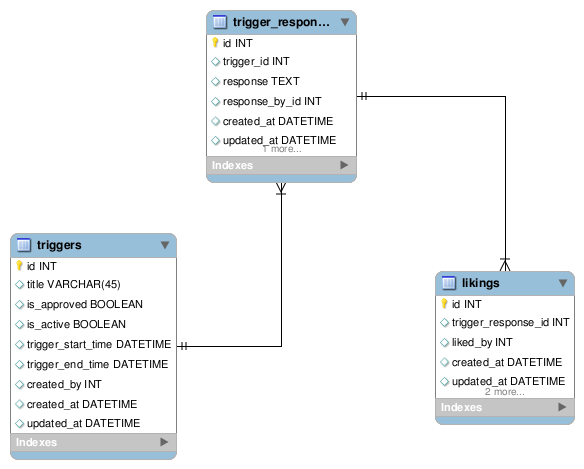 trigger_respon...
id INT
trigger_id INT
response TEXT
response_by_id INT
created_at DATETIME
updated_at DATETIME
1 more...
Indexes
triggers
id INT
title VARCHAR(45)
is_approved BOOLEAN
is_active BOOLEAN
trigger_start_time DATETIME
trigger_end_time DATETIME
created_by INT
created_at DATETIME
updated_at DATETIME
Indexes
likings
id INT
trigger_response_id INT
liked_by INT
created_at DATETIME
updated_at DATETIME
2 more...
Indexes